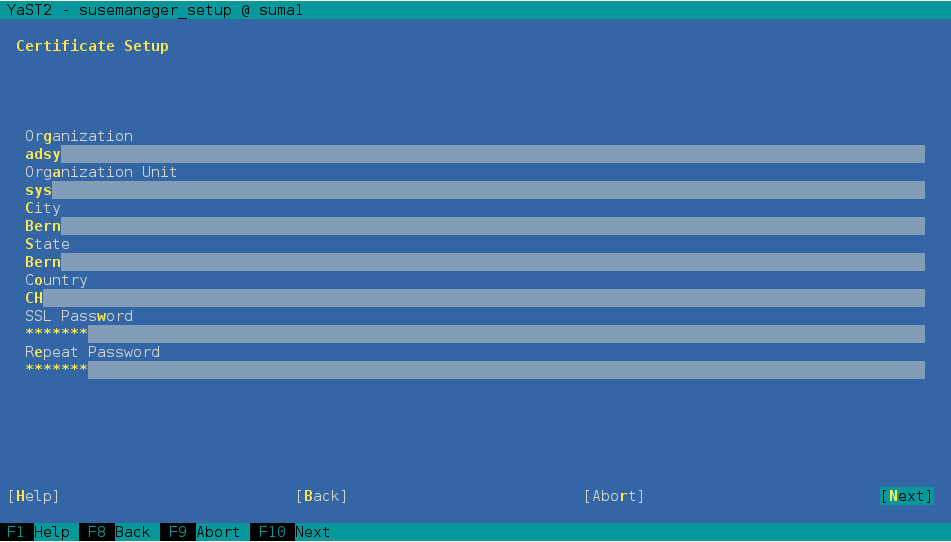 YaST2 - susemanager_setup @ suma1
Certificate Setup
Organization
adsy
Organization Unit
sys
City
Bern
State
Bern
Country
CH
SSL Password
*******
Repeat Password
*******
[Help] [Back] [Abort] [Next]
F1 Help F8 Back F9 Abort F10 Next